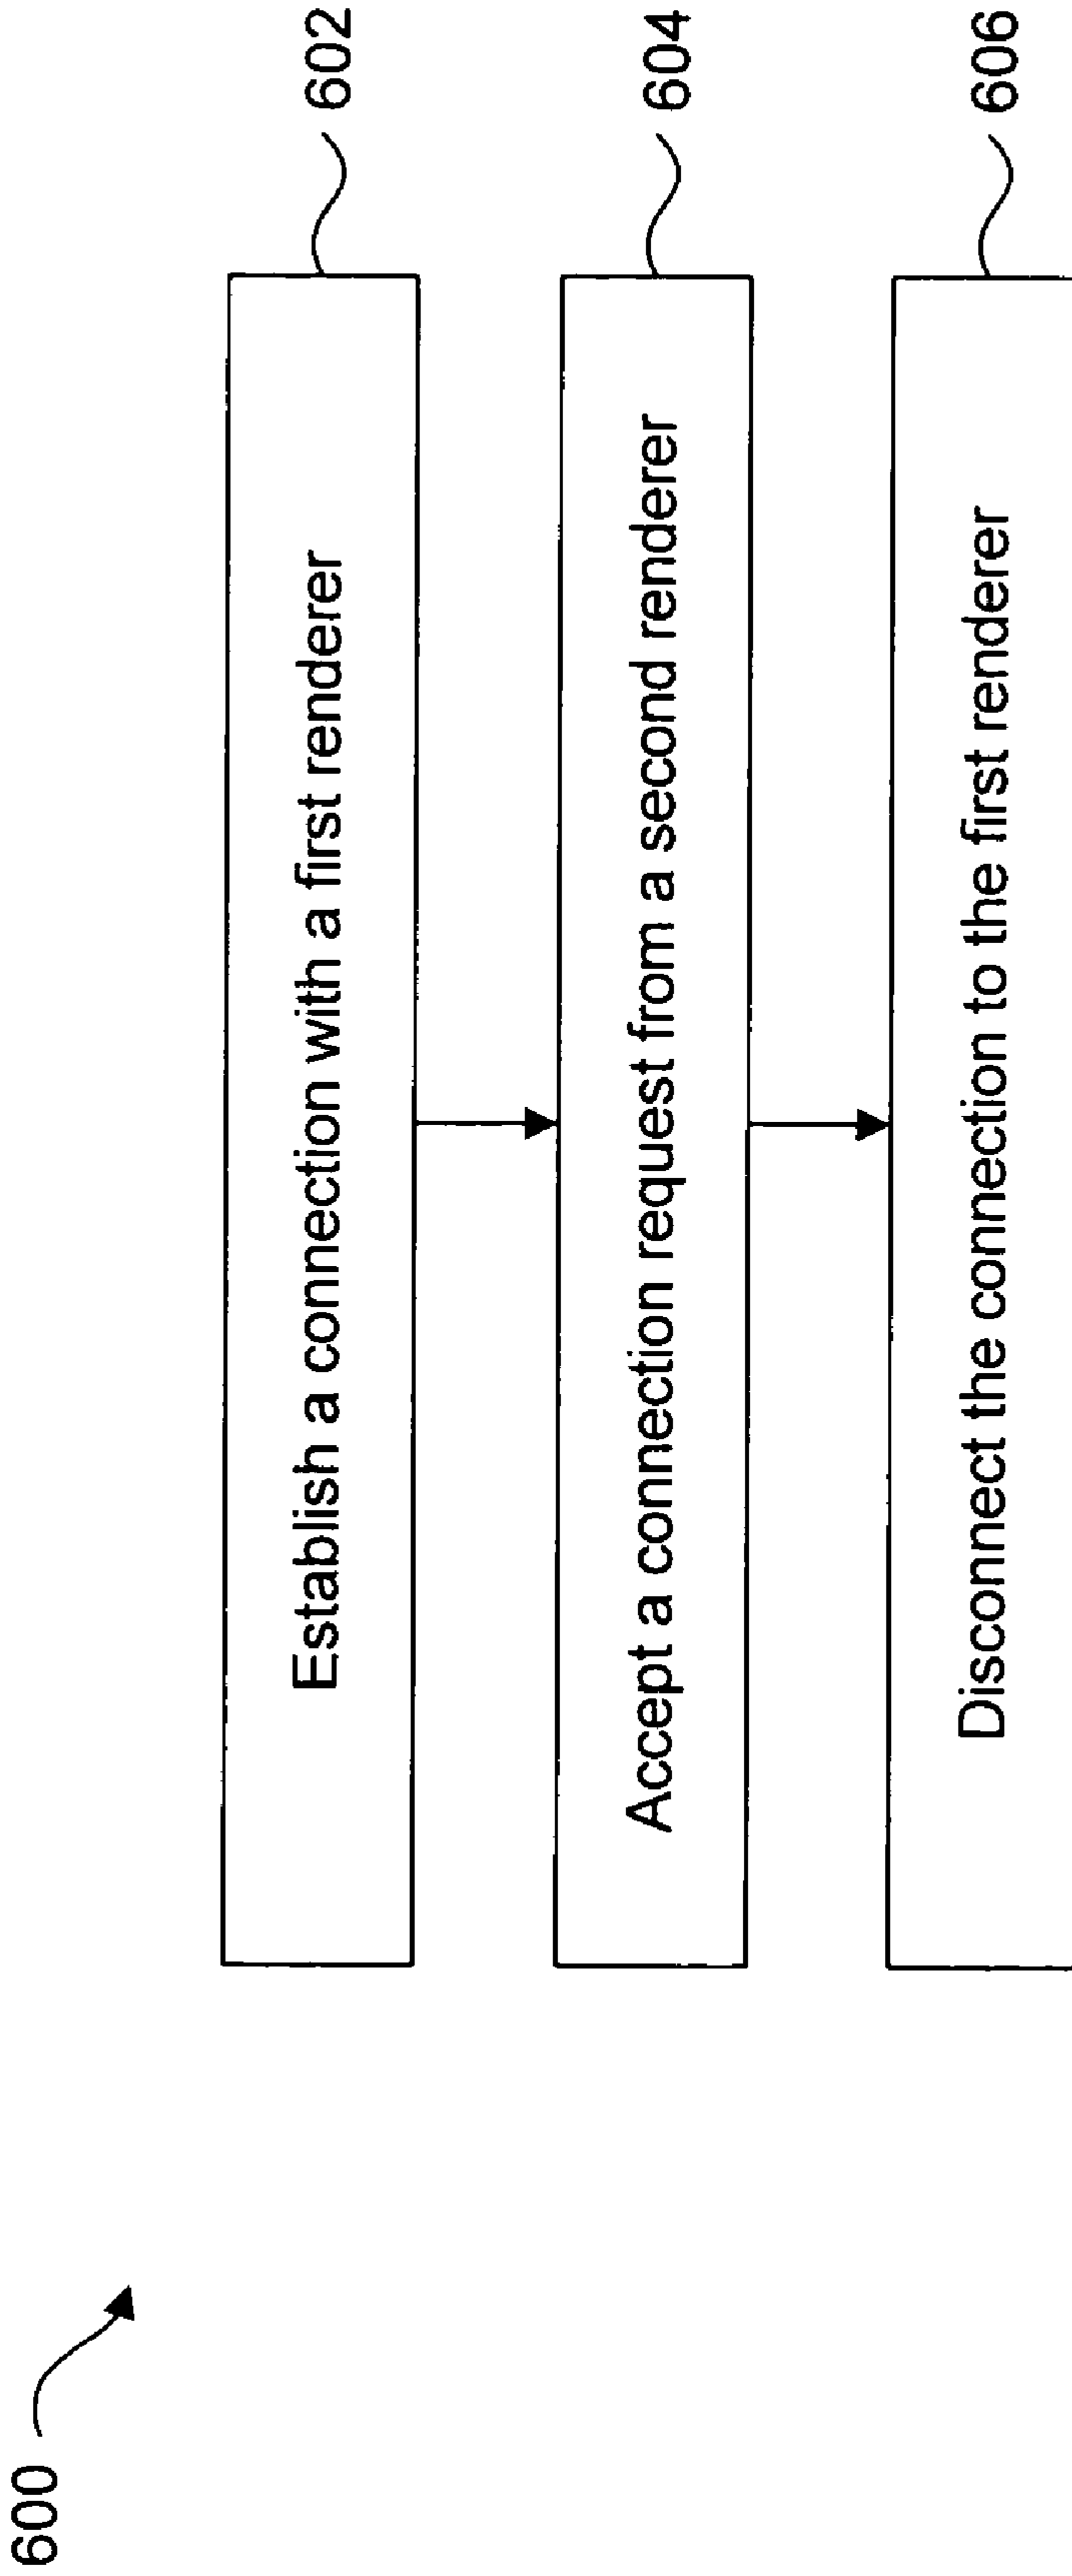 600
Establish a connection with a first renderer
602
Accept a connection request from a second renderer
604
Disconnect the connection to the first renderer
606